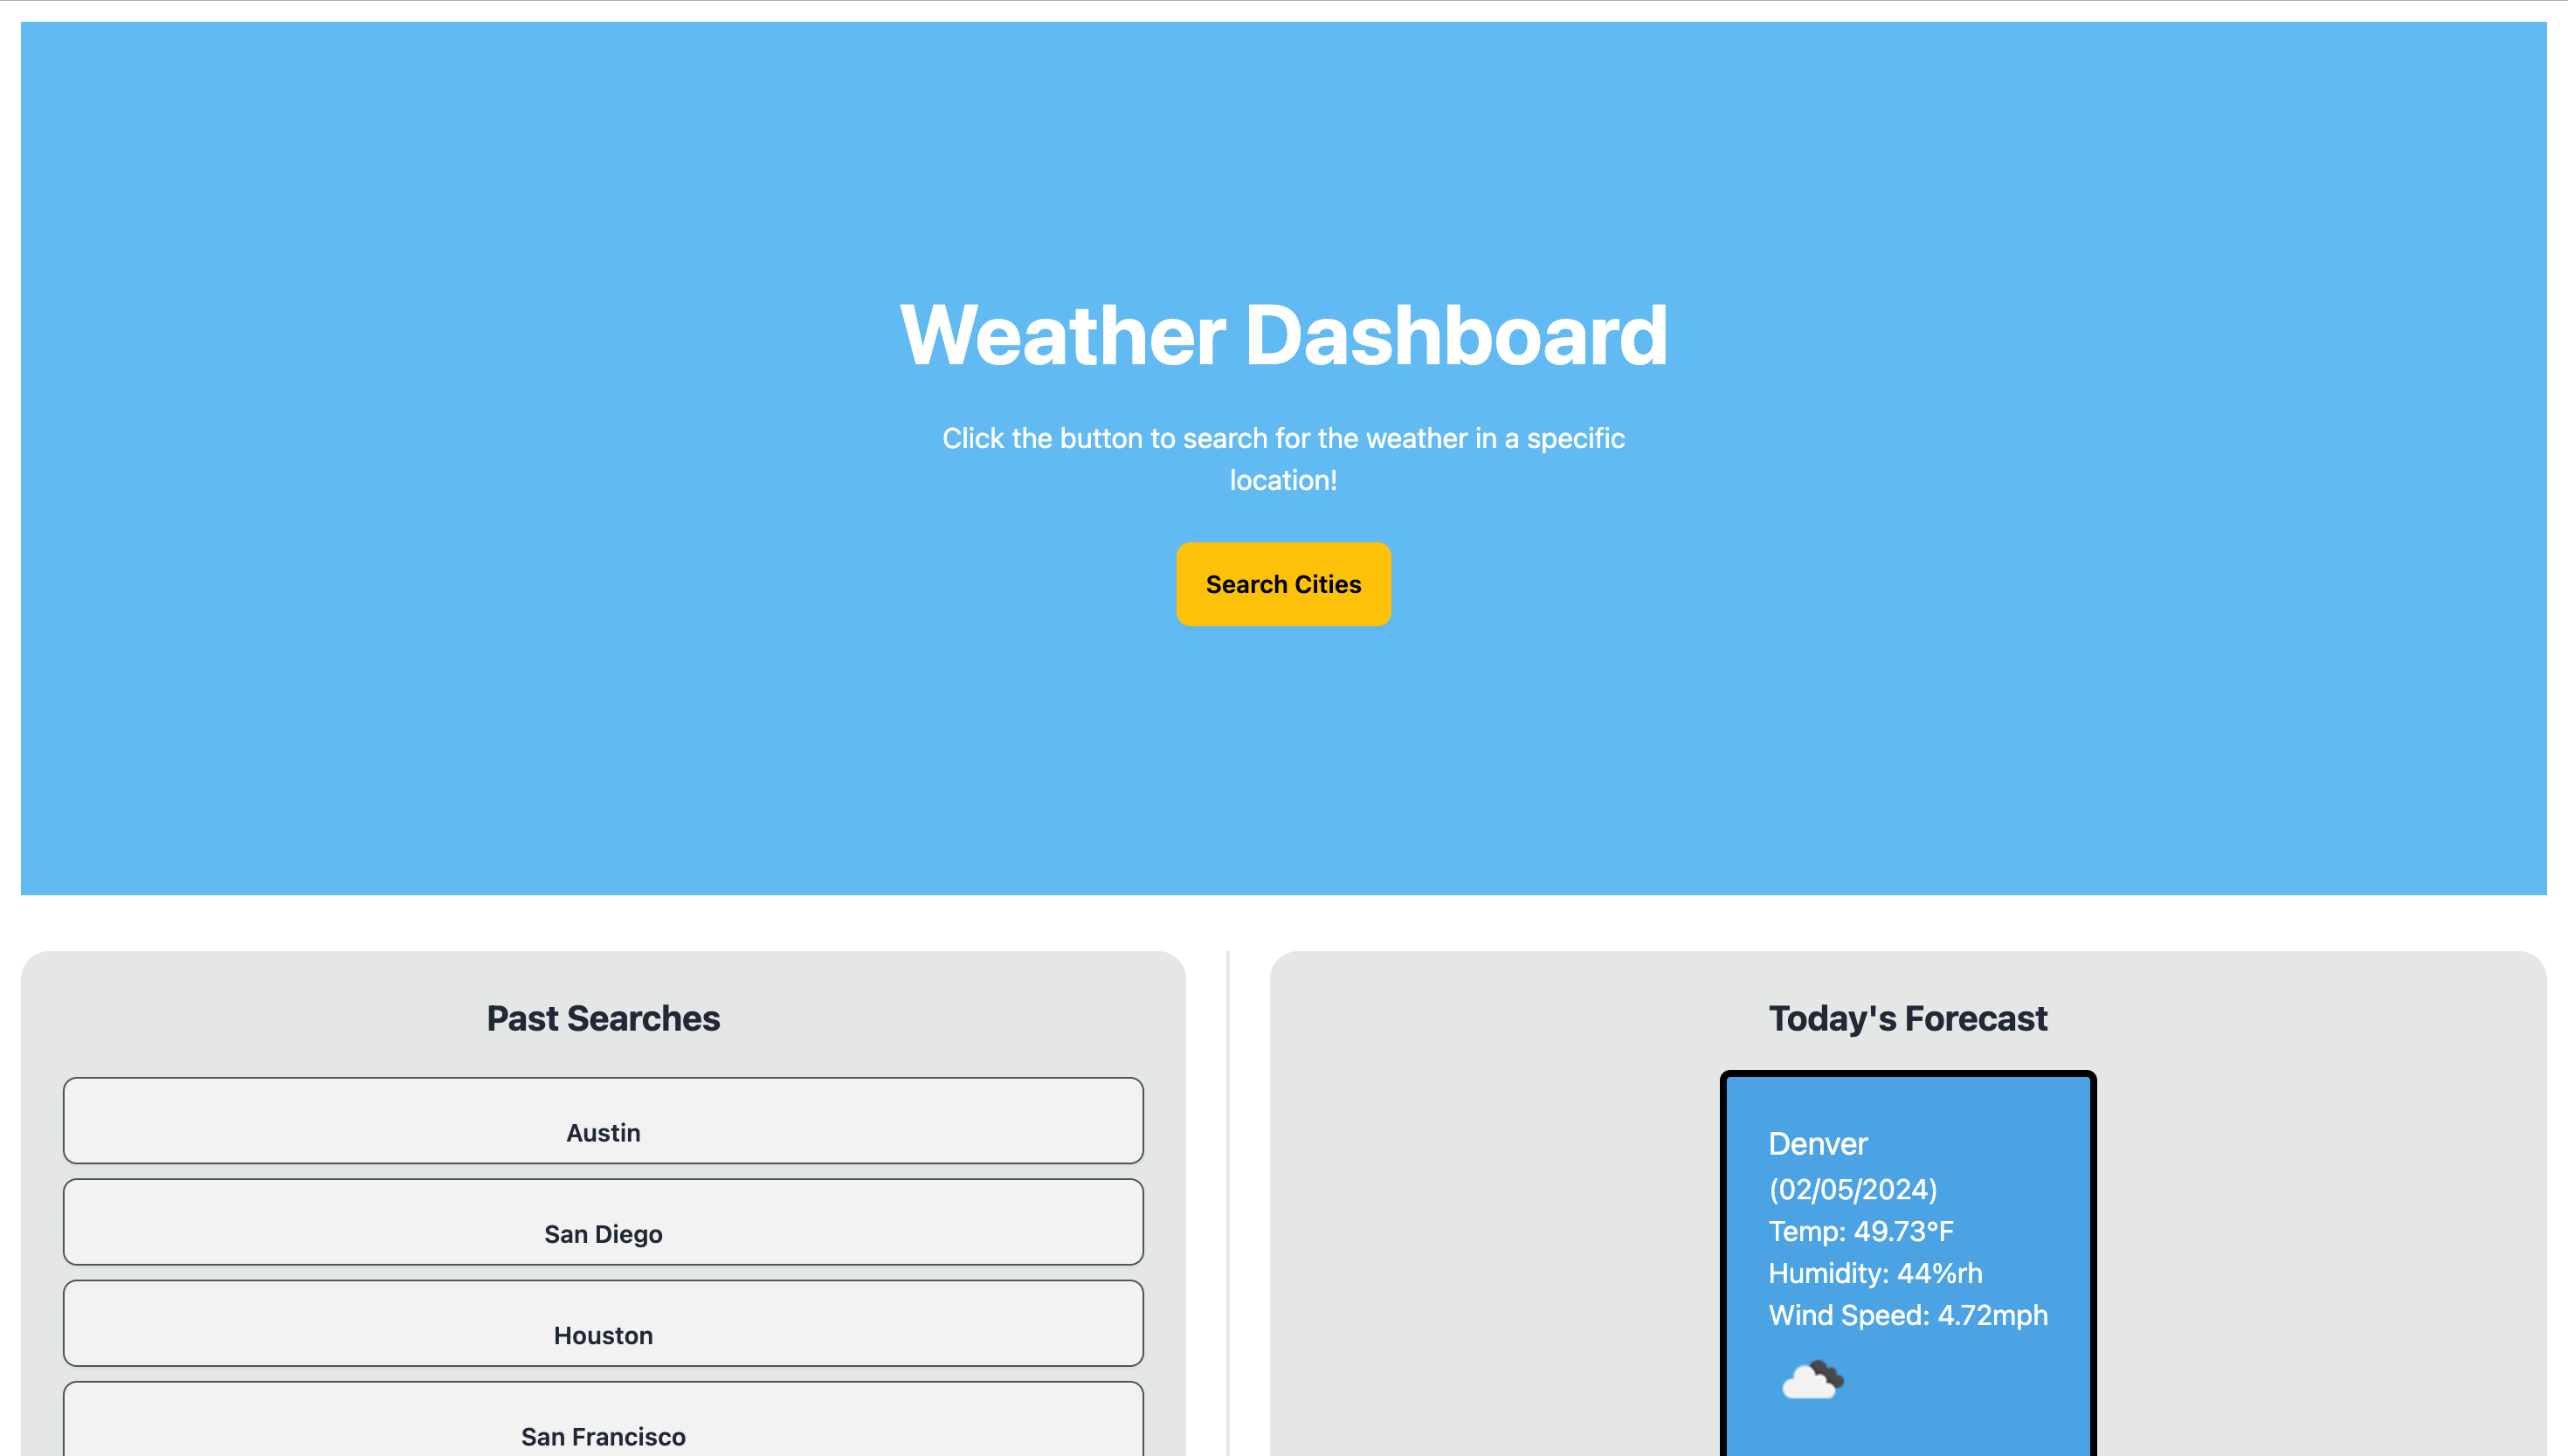 Weather Dashboard
Click the button to search for the weather in a specific
location!
Search Cities
Past Searches
Austin
San Diego
Houston
San Francisco
Today's Forecast
Denver
(02/05/2024)
Temp: 49.73°F
Humidity: 44%rh
Wind Speed: 4.72mph